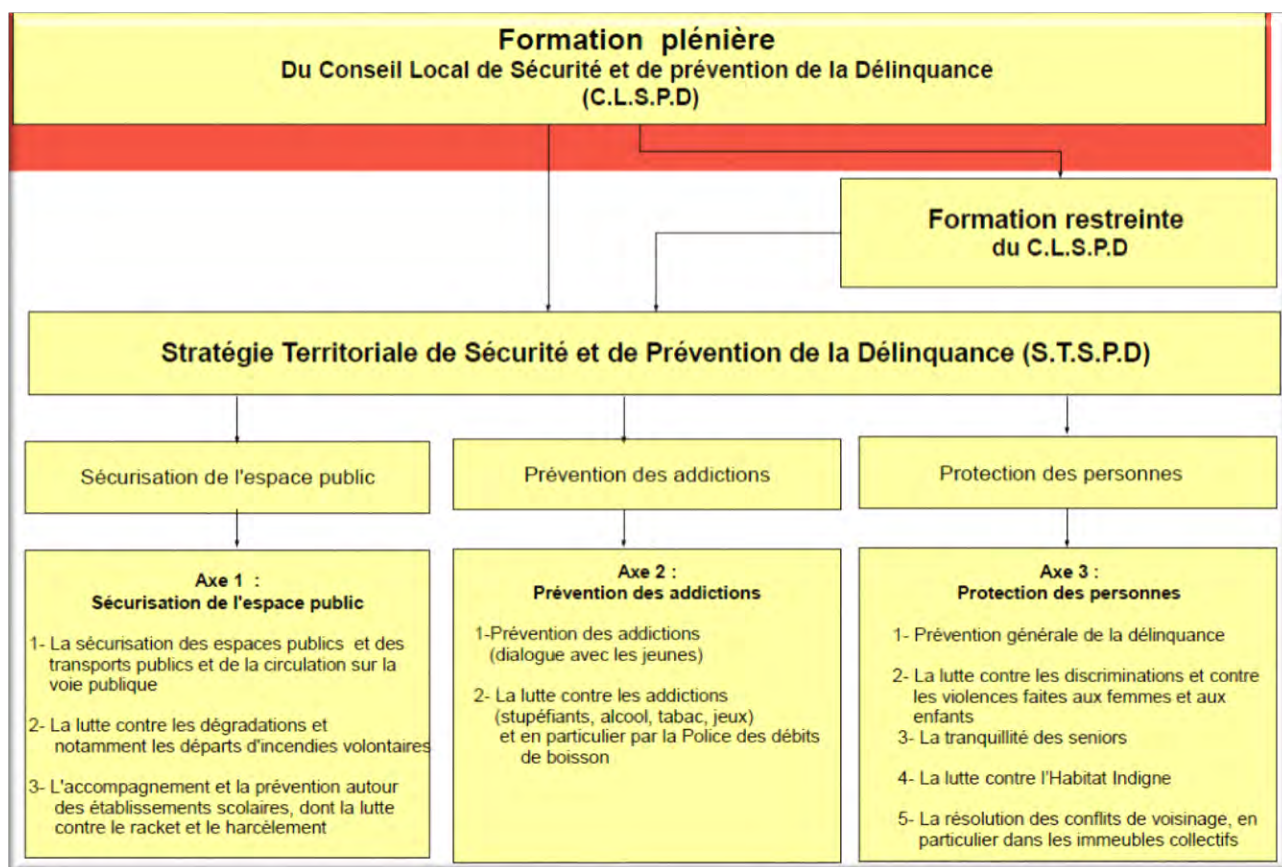 Formation plénière
Du Conseil Local de Sécurité et de prévention de la Délinquance
(C.L.S.P.D)
Formation restreinte
du C.L.S.P.D
Stratégie Territoriale de Sécurité et de Prévention de la Délinquance (S.T.S.P.D)
Sécurisation de l'espace public
Prévention des addictions
Protection des personnes
Axe 1 :
Sécurisation de l'espace public
1- La sécurisation des espaces publics et des
transports publics et de la circulation sur la
voie publique
2- La lutte contre les dégradations et
notamment les départs d'incendies volontaires
3- L'accompagnement et la prévention autour
des établissements scolaires, dont la lutte
contre le racket et le harcèlement
Axe 2 :
Prévention des addictions
1-Prévention des addictions
(dialogue avec les jeunes)
2- La lutte contre les addictions
(stupéfiants, alcool, tabac, jeux)
et en particulier par la Police des débits
de boisson
Axe 3 :
Protection des personnes
1- Prévention générale de la délinquance
2- La lutte contre les discriminations et contre
les violences faites aux femmes et aux
enfants
3- La tranquillité des seniors
4- La lutte contre l'Habitat Indigne
5- La résolution des conflits de voisinage, en
particulier dans les immeubles collectifs